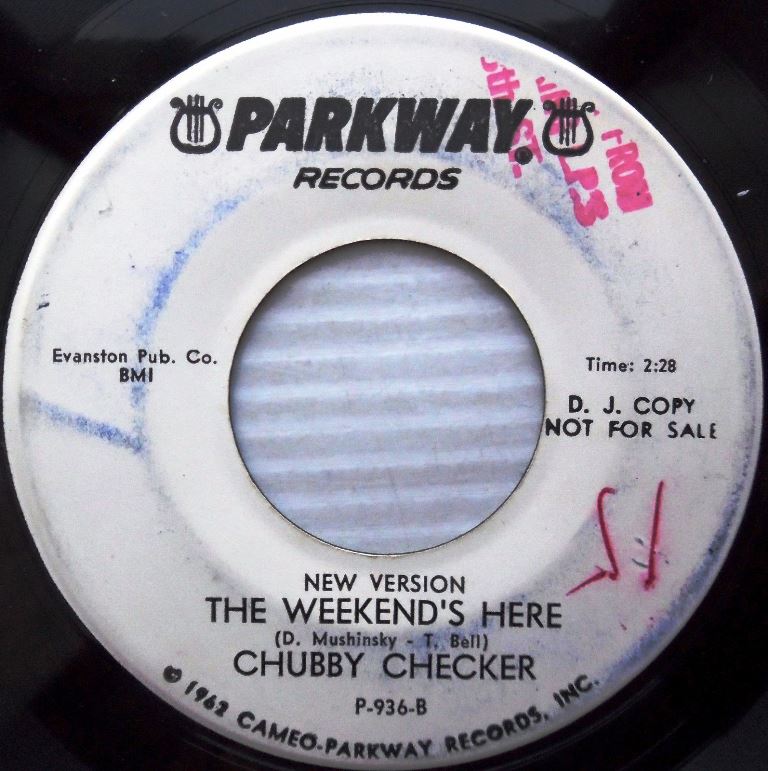 PARKWAY®
RECORDS
Evanston Pub. Co.
BMI
Time: 2:28
D. J. COPY
NOT FOR SALE
NEW VERSION
THE WEEKEND'S HERE
(D. Mushinsky - T. Bell)
CHUBBY CHECKER
P-936-B
© 1962 CAMEO-PARKWAY RECORDS, INC.